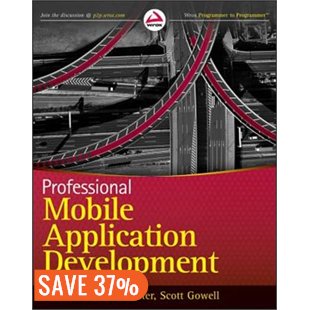 Join the discussion @ p2p.wrox.com
wrox
Wrox Programmer to Programmer™
Professional
Mobile
Application
Development
SAVE 37%
Scott Gowell